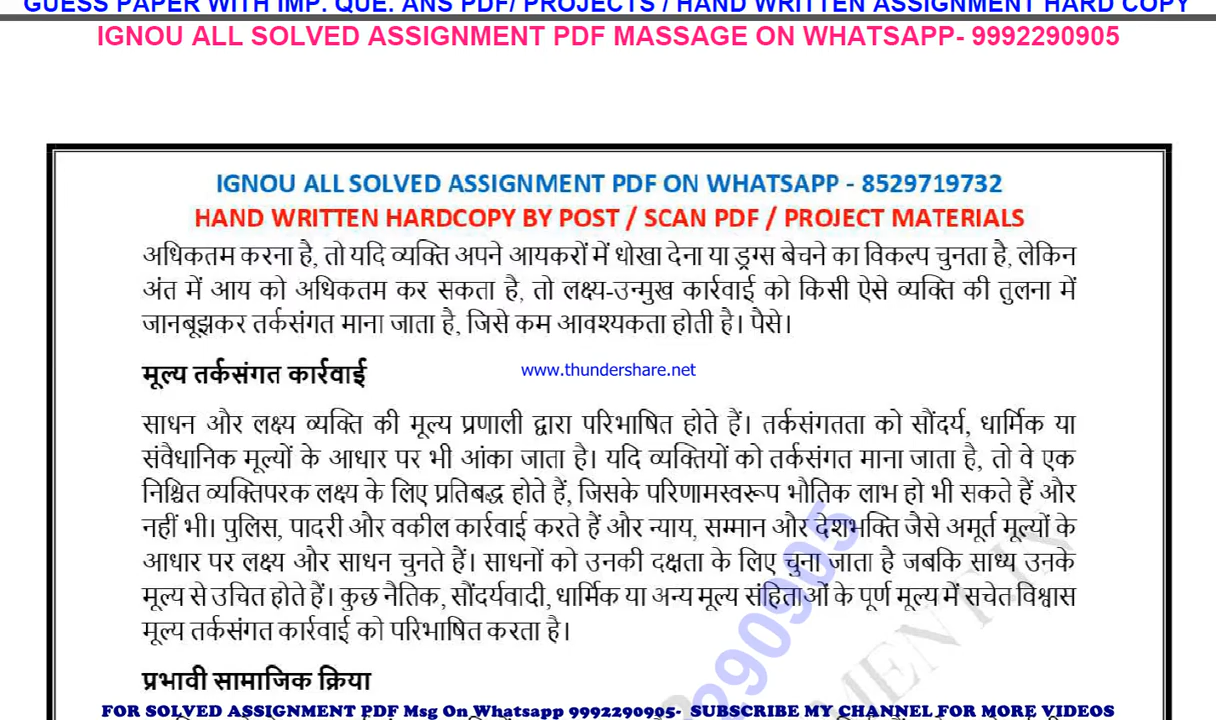 GUESS PAPER WITH IMP. QUE. ANS PDF/ PROJECTS / HAND WRITTEN ASSIGNMENT HARD COPY
IGNOU ALL SOLVED ASSIGNMENT PDF MASSAGE ON WHATSAPP- 9992290905
IGNOU ALL SOLVED ASSIGNMENT PDF ON WHATSAPP - 8529719732
HAND WRITTEN HARDCOPY BY POST / SCAN PDF / PROJECT MATERIALS
अधिकतम करना है, तो यदि व्यक्ति अपने आयकरों में धोखा देना या ड्रग्स बेचने का विकल्प चुनता है, लेकिन
अंत में आय को अधिकतम कर सकता है, तो लक्ष्य-उन्मुख कार्रवाई को किसी ऐसे व्यक्ति की तुलना में
जानबूझकर तर्कसंगत माना जाता है, जिसे कम आवश्यकता होती है। पैसे।
मूल्य तर्कसंगत कार्रवाई
www.thundershare.net
साधन और लक्ष्य व्यक्ति की मूल्य प्रणाली द्वारा परिभाषित होते हैं। तर्कसंगतता को सौंदर्य, धार्मिक या
संवैधानिक मूल्यों के आधार पर भी आंका जाता है। यदि व्यक्तियों को तर्कसंगत माना जाता है, तो वे एक
निश्चित व्यक्तिपरक लक्ष्य के लिए प्रतिबद्ध होते हैं, जिसके परिणामस्वरूप भौतिक लाभ हो भी सकते हैं और
नहीं भी। पुलिस, पादरी और वकील कार्रवाई करते हैं और न्याय, सम्मान और देशभक्ति जैसे अमूर्त मूल्यों के
आधार पर लक्ष्य और साधन चुनते हैं। साधनों को उनकी दक्षता के लिए चुना जाता है जबकि साध्य उनके
मूल्य से उचित होते हैं। कुछ नैतिक, सौंदर्यवादी, धार्मिक या अन्य मूल्य संहिताओं के पूर्ण मूल्य में सचेत विश्वास
मूल्य तर्कसंगत कार्रवाई को परिभाषित करता है।
प्रभावी सामाजिक क्रिया
FOR SOLVED ASSIGNMENT PDF Msg On Whatsapp 9992290905- SUBSCRIBE MY CHANNEL FOR MORE VIDEOS